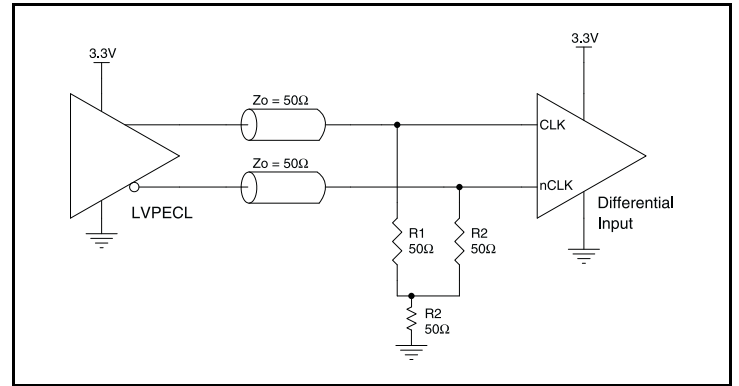 3.3V
3.3V
Zo = 50Ω
CLK
Zo = 50Ω
nCLK
LVPECL
Differential
Input
R1
50Ω
R2
50Ω
R2
50Ω